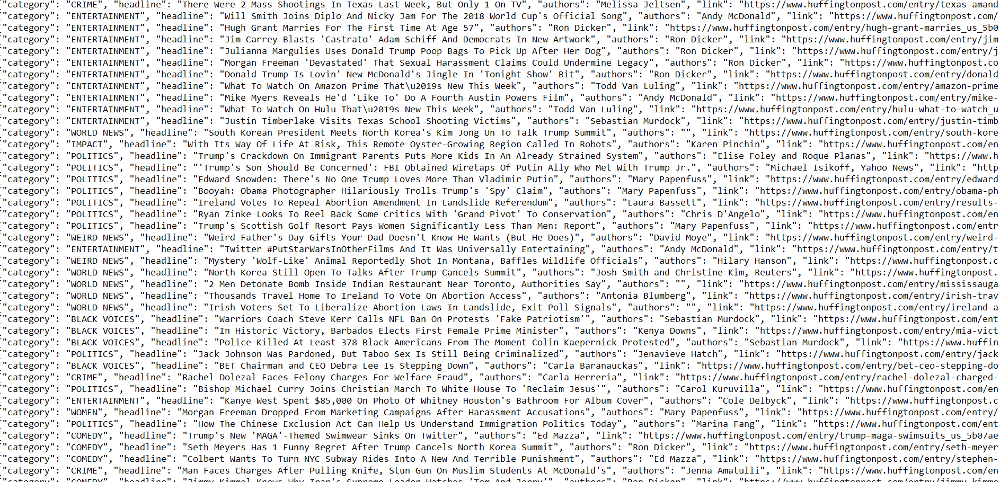 "category": "CRIME", "headline": "There Were 2 Mass Shootings In Texas Last Week, But Only 1 On TV", "authors": "Melissa Jeltsen", "link": "https://www.huffingtonpost.com/entry/texas-amand
"category": "ENTERTAINMENT", "headline": "Will Smith Joins Diplo And Nicky Jam For The 2018 World Cup's Official Song", "authors": "Andy McDonald", "link": "https://www.huffingtonpost.com/
"category": "ENTERTAINMENT", "headline": "Hugh Grant Marries For The First Time At Age 57", "authors": "Ron Dicker", "link": "https://www.huffingtonpost.com/entry/hugh-grant-marries_us_5b0
"category": "ENTERTAINMENT", "headline": "Jim Carrey Blasts 'Castrato' Adam Schiff And Democrats In New Artwork", "authors": "Ron Dicker", "link": "https://www.huffingtonpost.com/entry/jim
"category": "ENTERTAINMENT", "headline": "Julianna Margulies Uses Donald Trump Poop Bags To Pick Up After Her Dog", "authors": "Ron Dicker", "link": "https://www.huffingtonpost.com/entry/j
"category": "ENTERTAINMENT", "headline": "Morgan Freeman 'Devastated' That Sexual Harassment Claims Could Undermine Legacy", "authors": "Ron Dicker", "link": "https://www.huffingtonpost.co
"category": "ENTERTAINMENT", "headline": "Donald Trump Is Lovin' New McDonald's Jingle In 'Tonight Show' Bit", "authors": "Ron Dicker", "link": "https://www.huffingtonpost.com/entry/donald
"category": "ENTERTAINMENT", "headline": "What To Watch On Amazon Prime That\u2019s New This Week", "authors": "Todd Van Luling", "link": "https://www.huffingtonpost.com/entry/amazon-prime
"category": "ENTERTAINMENT", "headline": "Mike Myers Reveals He'd 'Like To' Do A Fourth Austin Powers Film", "authors": "Andy McDonald", "link": "https://www.huffingtonpost.com/entry/mike-
"category": "ENTERTAINMENT", "headline": "What To Watch On Hulu That\u2019s New This Week", "authors": "Todd Van Luling", "link": "https://www.huffingtonpost.com/entry/hulu-what-to-watch_u
"category": "ENTERTAINMENT", "headline": "Justin Timberlake Visits Texas School Shooting Victims", "authors": "Sebastian Murdock", "link": "https://www.huffingtonpost.com/entry/justin-timb
"category": "WORLD NEWS", "headline": "South Korean President Meets North Korea's Kim Jong Un To Talk Trump Summit", "authors": "", "link": "https://www.huffingtonpost.com/entry/south-kore
"category": "IMPACT", "headline": "With Its Way Of Life At Risk, This Remote Oyster-Growing Region Called In Robots", "authors": "Karen Pinchin", "link": "https://www.huffingtonpost.com/en
"category": "POLITICS", "headline": "Trump's Crackdown On Immigrant Parents Puts More Kids In An Already Strained System", "authors": "Elise Foley and Roque Planas", "link": "https://www.h
"category": "POLITICS", "headline": "'Trump's Son Should Be Concerned': FBI Obtained Wiretaps Of Putin Ally Who Met With Trump Jr.", "authors": "Michael Isikoff, Yahoo News", "link": "http
"category": "POLITICS", "headline": "Edward Snowden: There's No One Trump Loves More Than Vladimir Putin", "authors": "Mary Papenfuss", "link": "https://www.huffingtonpost.com/entry/edward
"category": "POLITICS", "headline": "Booyah: Obama Photographer Hilariously Trolls Trump's 'Spy' Claim", "authors": "Mary Papenfuss", "link": "https://www.huffingtonpost.com/entry/obama-ph
"category": "POLITICS", "headline": "Ireland Votes To Repeal Abortion Amendment In Landslide Referendum", "authors": "Laura Bassett", "link": "https://www.huffingtonpost.com/entry/results-
"category": "POLITICS", "headline": "Ryan Zinke Looks To Reel Back Some Critics With 'Grand Pivot' To Conservation", "authors": "Chris D'Angelo", "link": "https://www.huffingtonpost.com/en
"category": "POLITICS", "headline": "Trump's Scottish Golf Resort Pays Women Significantly Less Than Men: Report", "authors": "Mary Papenfuss", "link": "https://www.huffingtonpost.com/entr
"category": "WEIRD NEWS", "headline": "Weird Father's Day Gifts Your Dad Doesn't Know He Wants (But He Does)", "authors": "David Moye", "link": "https://www.huffingtonpost.com/entry/weird-
"category": "ENTERTAINMENT", "headline": "Twitter #PutStarWarsInOtherFilms And It Was Universally Entertaining", "authors": "Andy McDonald", "link": "https://www.huffingtonpost.com/entry/t
"category": "WEIRD NEWS", "headline": "Mystery 'Wolf-Like' Animal Reportedly Shot In Montana, Baffles Wildlife Officials", "authors": "Hilary Hanson", "link": "https://www.huffingtonpost.c
"category": "WORLD NEWS", "headline": "North Korea Still Open To Talks After Trump Cancels Summit", "authors": "Josh Smith and Christine Kim, Reuters", "link": "https://www.huffingtonpost.
"category": "WORLD NEWS", "headline": "2 Men Detonate Bomb Inside Indian Restaurant Near Toronto, Authorities Say", "authors": "", "link": "https://www.huffingtonpost.com/entry/mississauga
"category": "WORLD NEWS", "headline": "Thousands Travel Home To Ireland To Vote On Abortion Access", "authors": "Antonia Blumberg", "link": "https://www.huffingtonpost.com/entry/irish-trav
"category": "WORLD NEWS", "headline": "Irish Voters Set To Liberalize Abortion Laws In Landslide, Exit Poll Signals", "authors": "", "link": "https://www.huffingtonpost.com/entry/ireland-a
"category": "BLACK VOICES", "headline": "Warriors Coach Steve Kerr Calls NFL Ban On Protests 'Fake Patriotism'", "authors": "Sebastian Murdock", "link": "https://www.huffingtonpost.com/ent
"category": "BLACK VOICES", "headline": "In Historic Victory, Barbados Elects First Female Prime Minister", "authors": "Kenya Downs", "link": "https://www.huffingtonpost.com/entry/mia-vict
"category": "BLACK VOICES", "headline": "Police Killed At Least 378 Black Americans From The Moment Colin Kaepernick Protested", "authors": "Sebastian Murdock", "link": "https://www.huffin
"category": "POLITICS", "headline": "Jack Johnson Was Pardoned, But Taboo Sex Is Still Being Criminalized", "authors": "Jenavieve Hatch", "link": "https://www.huffingtonpost.com/entry/jack
"category": "BLACK VOICES", "headline": "BET Chairman and CEO Debra Lee Is Stepping Down", "authors": "Carla Baranauckas", "link": "https://www.huffingtonpost.com/entry/bet-ceo-stepping-do
"category": "CRIME", "headline": "Rachel Dolezal Faces Felony Charges For Welfare Fraud", "authors": "Carla Herreria", "link": "https://www.huffingtonpost.com/entry/rachel-dolezal-charged-
"category": "POLITICS", "headline": "Bishop Michael Curry Joins Christian March To White House To 'Reclaim Jesus'", "authors": "Carol Kuruvilla", "link": "https://www.huffingtonpost.com/en
"category": "ENTERTAINMENT", "headline": "Kanye West Spent $85,000 On Photo Of Whitney Houston's Bathroom For Album Cover", "authors": "Cole Delbyck", "link": "https://www.huffingtonpost.c
"category": "WOMEN", "headline": "Morgan Freeman Dropped From Marketing Campaigns After Harassment Accusations", "authors": "Mary Papenfuss", "link": "https://www.huffingtonpost.com/entry/
"category": "POLITICS", "headline": "How The Chinese Exclusion Act Can Help Us Understand Immigration Politics Today", "authors": "Marina Fang", "link": "https://www.huffingtonpost.com/ent
"category": "COMEDY", "headline": "Trump's New 'MAGA'-Themed Swimwear Sinks On Twitter", "authors": "Ed Mazza", "link": "https://www.huffingtonpost.com/entry/trump-maga-swimsuits_us_5b07ae
"category": "COMEDY", "headline": "Seth Meyers Has 1 Funny Regret After Trump Cancels North Korea Summit", "authors": "Ron Dicker", "link": "https://www.huffingtonpost.com/entry/seth-meyer
"category": "COMEDY", "headline": "Colbert Wants To Turn NYC Subway Rides Into A New And Terrible Punishment", "authors": "Ed Mazza", "link": "https://www.huffingtonpost.com/entry/stephen-
"category": "CRIME", "headline": "Man Faces Charges After Pulling Knife, Stun Gun On Muslim Students At McDonald's", "authors": "Jenna Amatulli", "link": "https://www.huffingtonpost.com/en
"category": "COMEDY", "headline": "Jimmy Kimmel Knows Why Iran's Supreme Leader Watches 'Tom And Jerry'", "authors": "Ron Dicker", "link": "https://www.huffingtonpost.com/entry/jimmy-kimme